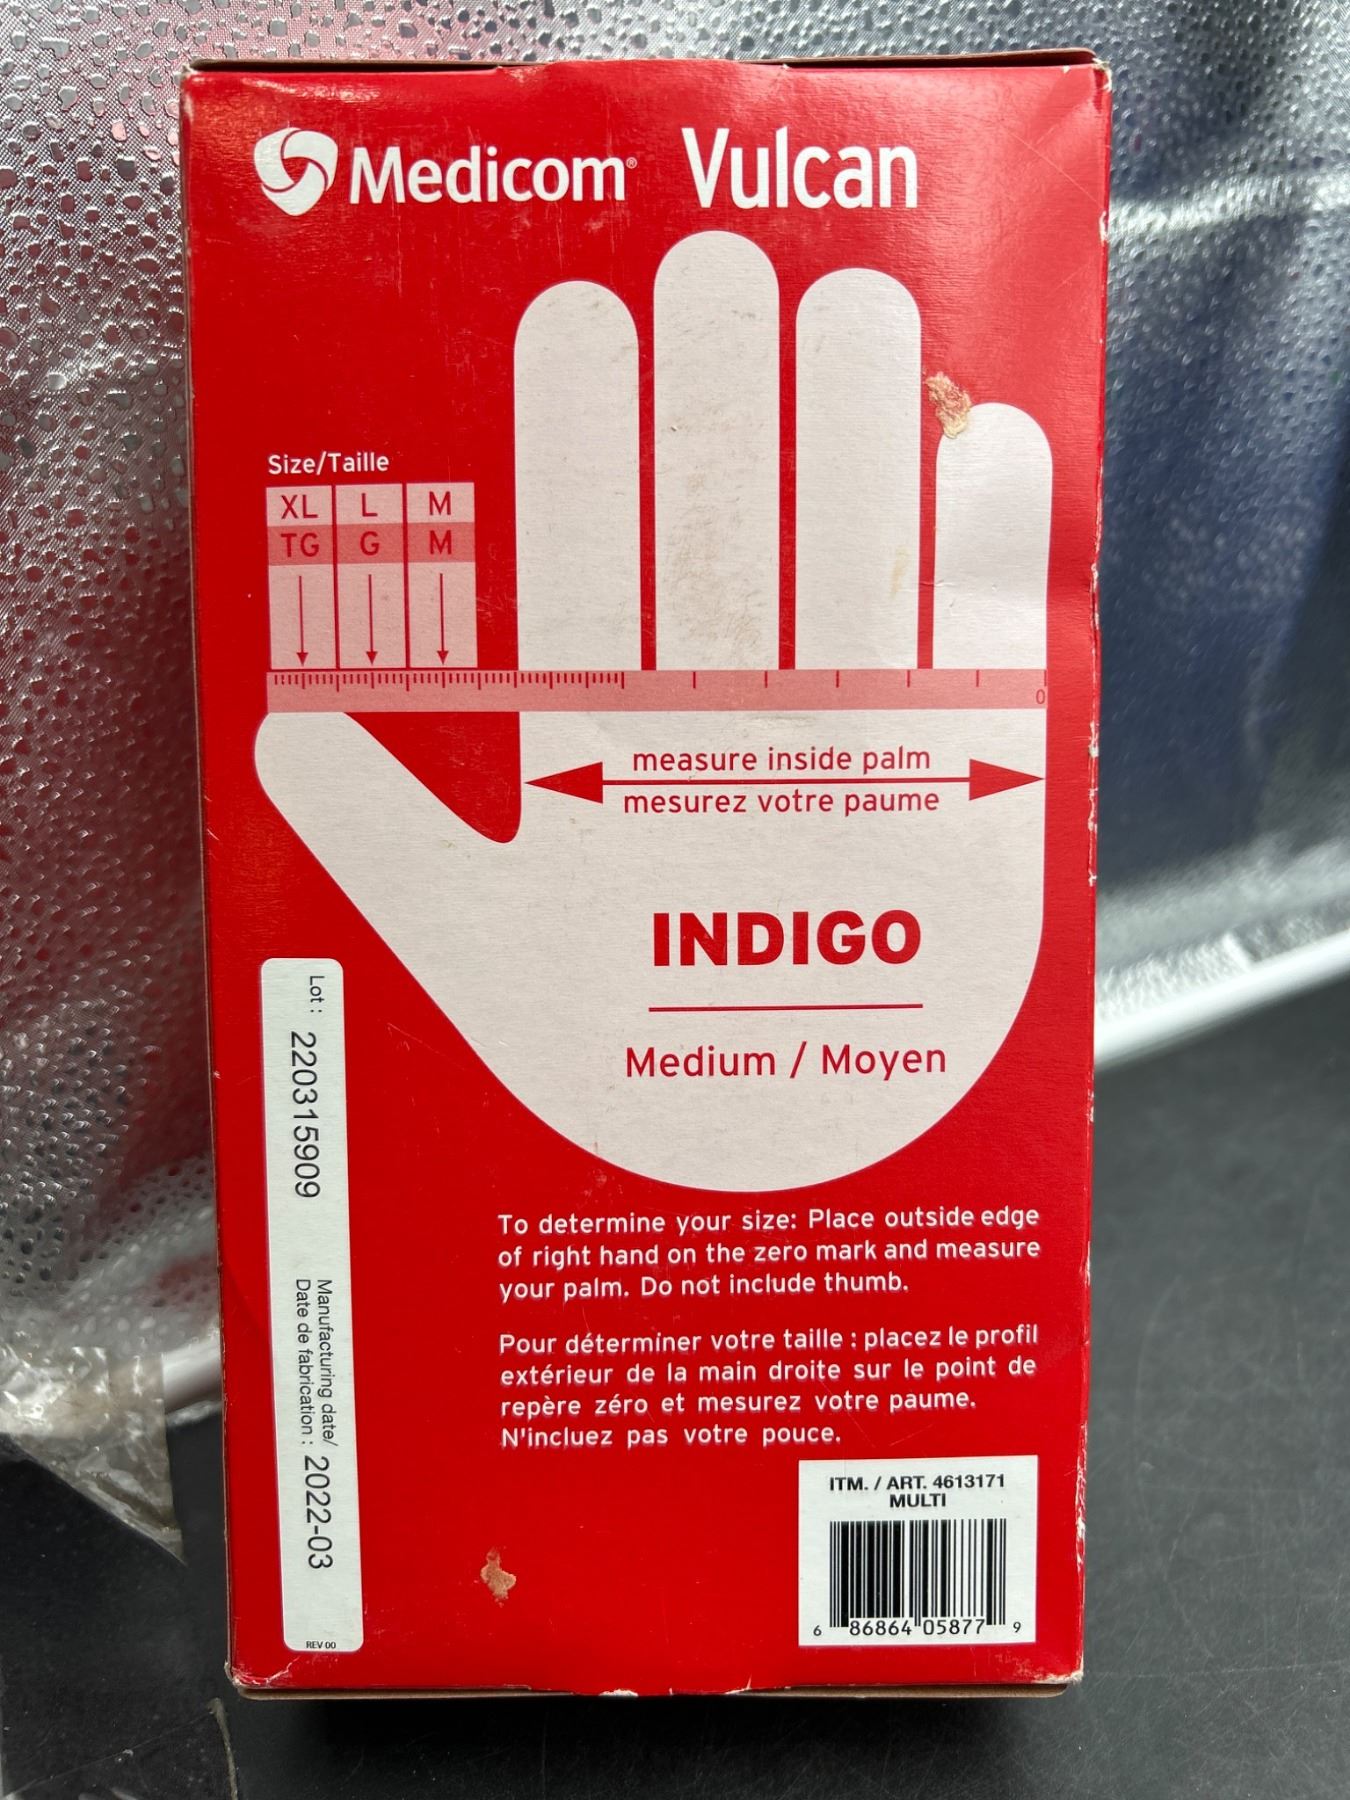 Medicom® Vulcan
Size/Taille
XL L M
TG G M
0
measure inside palm
mesurez votre paume
INDIGO
Medium / Moyen
Lot : 220315909
Manufacturing date/
Date de fabrication : 2022-03
REV 00
To determine your size: Place outside edge
of right hand on the zero mark and measure
your palm. Do not include thumb.
Pour déterminer votre taille : placez le profil
extérieur de la main droite sur le point de
repère zéro et mesurez votre paume.
N'incluez pas votre pouce.
ITM. / ART. 4613171
MULTI
6 86864 05877 9